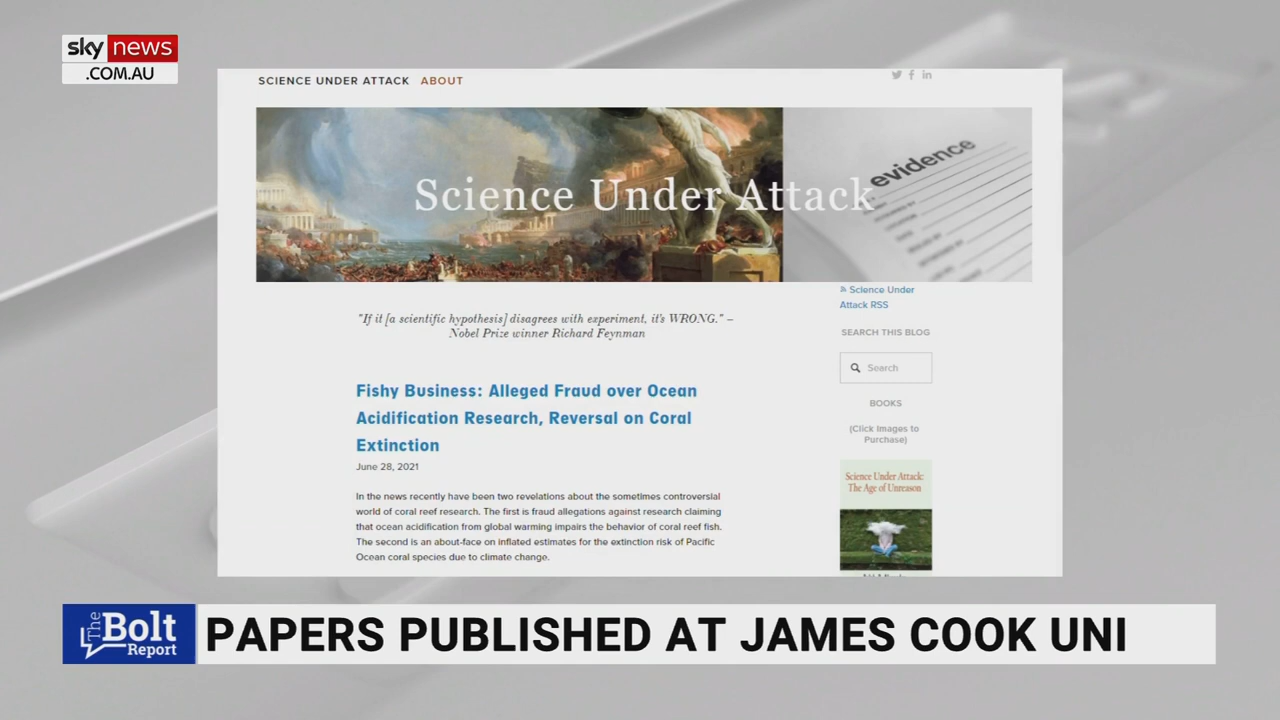 sky news
.COM.AU
SCIENCE UNDER ATTACK ABOUT
evidence
Science Under Attack
Science Under
Attack RSS
"If it [a scientific hypothesis] disagrees with experiment, it's WRONG." –
Nobel Prize winner Richard Feynman
SEARCH THIS BLOG
Search
Fishy Business: Alleged Fraud over Ocean
Acidification Research, Reversal on Coral
Extinction
June 28, 2021
BOOKS
(Click Images to
Purchase)
In the news recently have been two revelations about the sometimes controversial
world of coral reef research. The first is fraud allegations against research claiming
that ocean acidification from global warming impairs the behavior of coral reef fish.
The second is an about-face on inflated estimates for the extinction risk of Pacific
Ocean coral species due to climate change.
Science Under Attack:
The Age of Unreason
The Bolt Report
PAPERS PUBLISHED AT JAMES COOK UNI